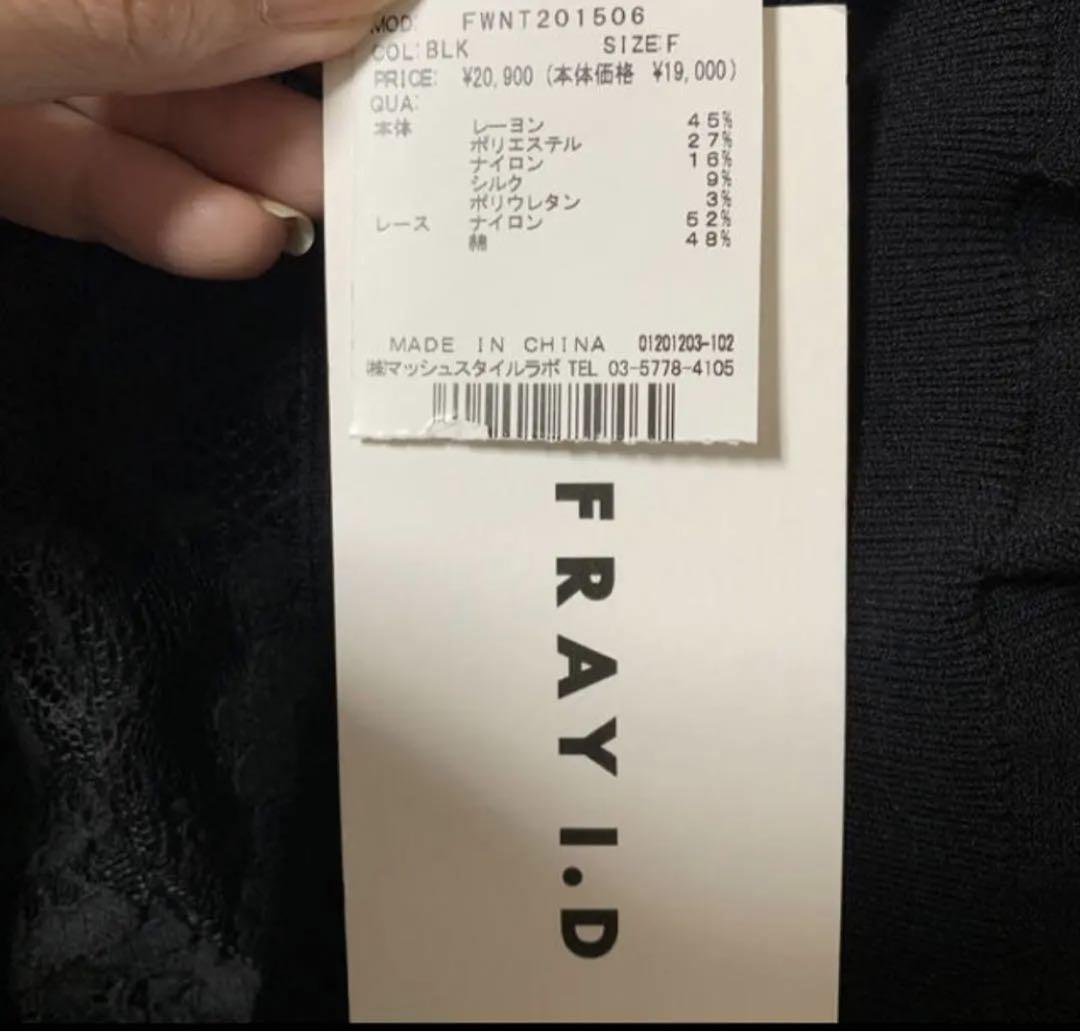 MOD: FWNT201506
COL:BLK SIZE:F
PRICE: ¥20,900 (本体価格 ¥19,000)
QUA:
本体 レーヨン 45%
ポリエステル 27%
ナイロン 16%
シルク 9%
ポリウレタン 3%
レース ナイロン 52%
綿 48%
MADE IN CHINA 01201203-102
㈱マッシュスタイルラボ TEL 03-5778-4105
FRAY I.D